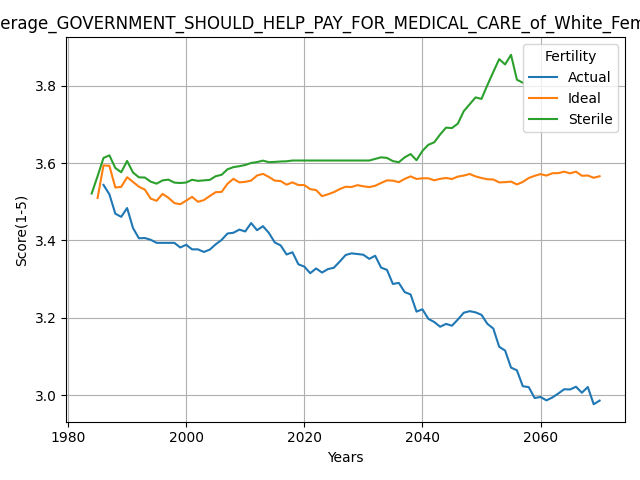 erage_GOVERNMENT_SHOULD_HELP_PAY_FOR_MEDICAL_CARE_of_White_Fem
Fertility
Actual
Ideal
Sterile
Score(1-5)
3.8
3.6
3.4
3.2
3.0
1980 2000 2020 2040 2060
Years